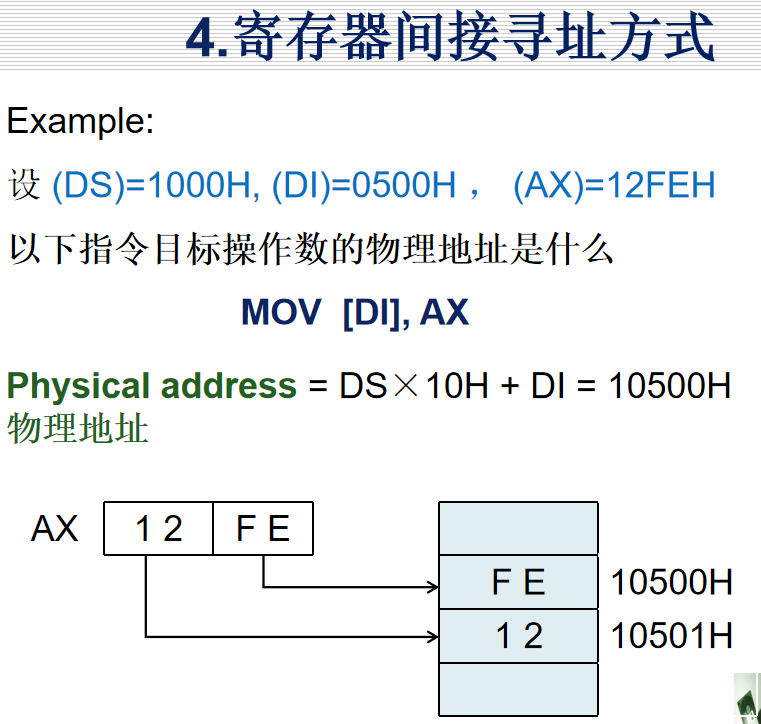 4.寄存器间接寻址方式
Example:
设 (DS)=1000H, (DI)=0500H ， (AX)=12FEH
以下指令目标操作数的物理地址是什么
MOV [DI], AX
Physical address = DS×10H + DI = 10500H
物理地址
AX 1 2 F E
F E 10500H
1 2 10501H